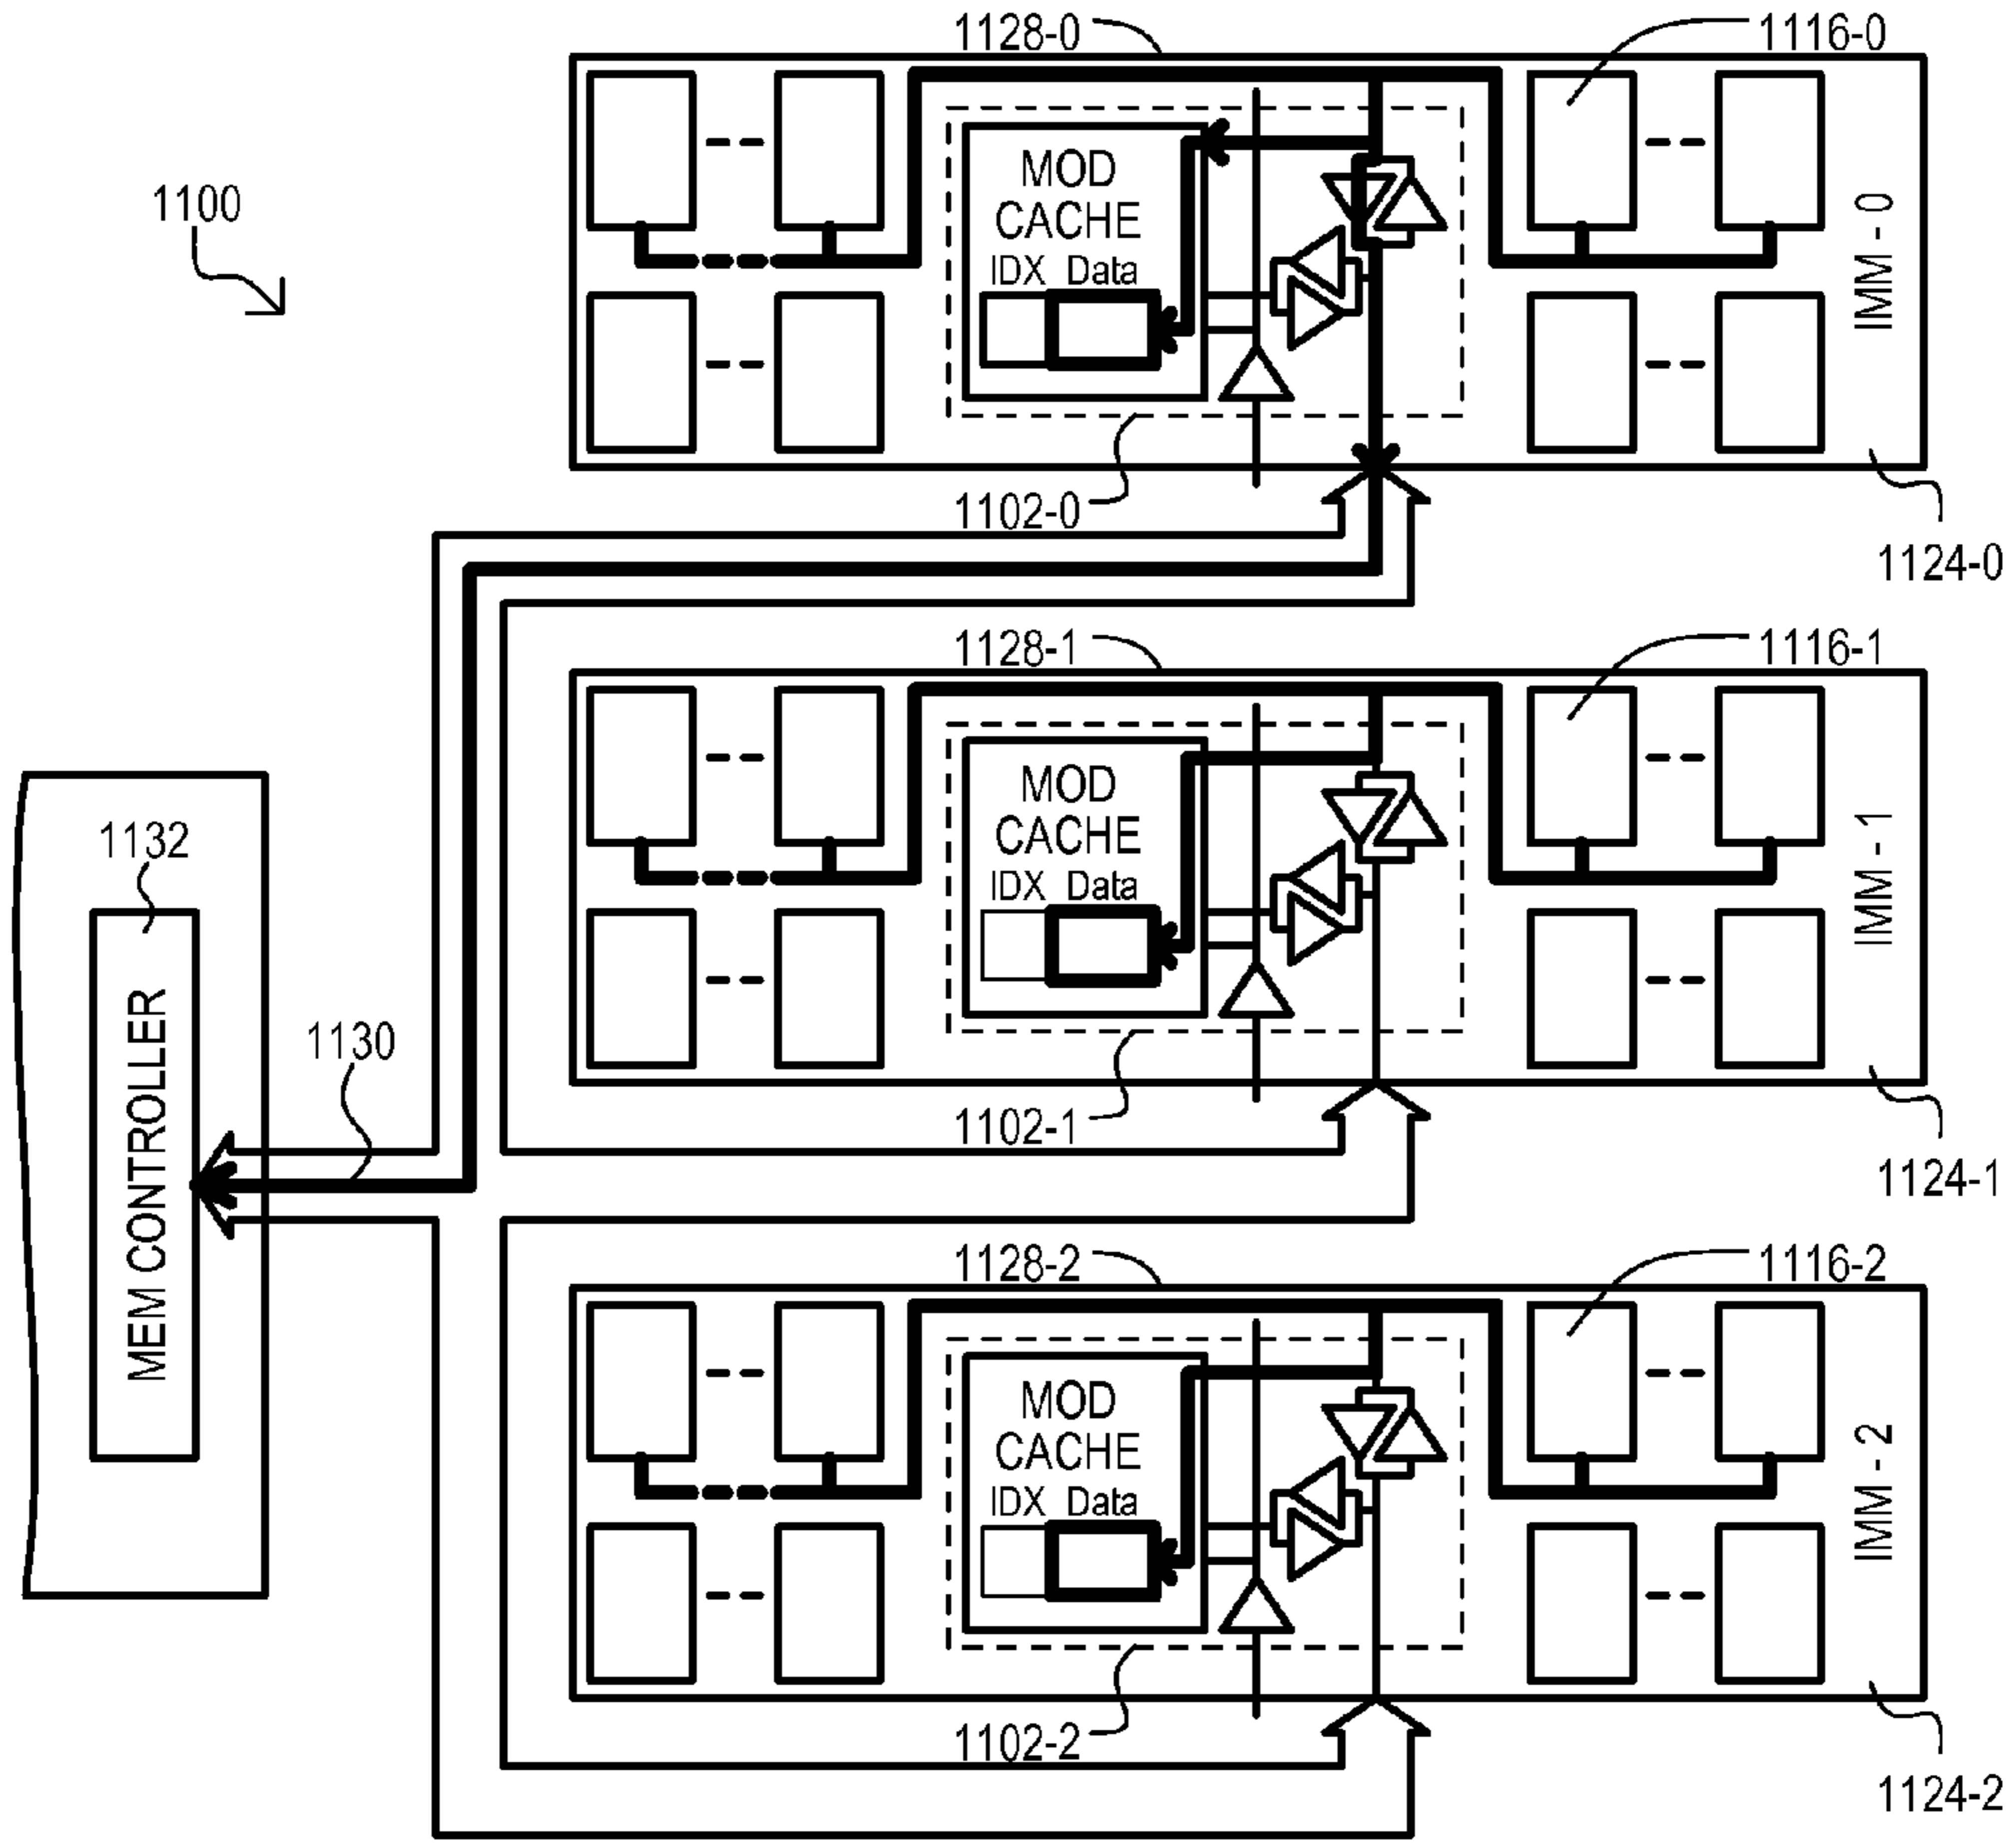 1128-0
1116-0
1100
MOD
CACHE
IDX Data
IMM - 0
1102-0
1124-0
1128-1
1116-1
MOD
CACHE
IDX Data
IMM - 1
1132
MEM CONTROLLER
1130
1102-1
1124-1
1128-2
1116-2
MOD
CACHE
IDX Data
IMM - 2
1102-2
1124-2